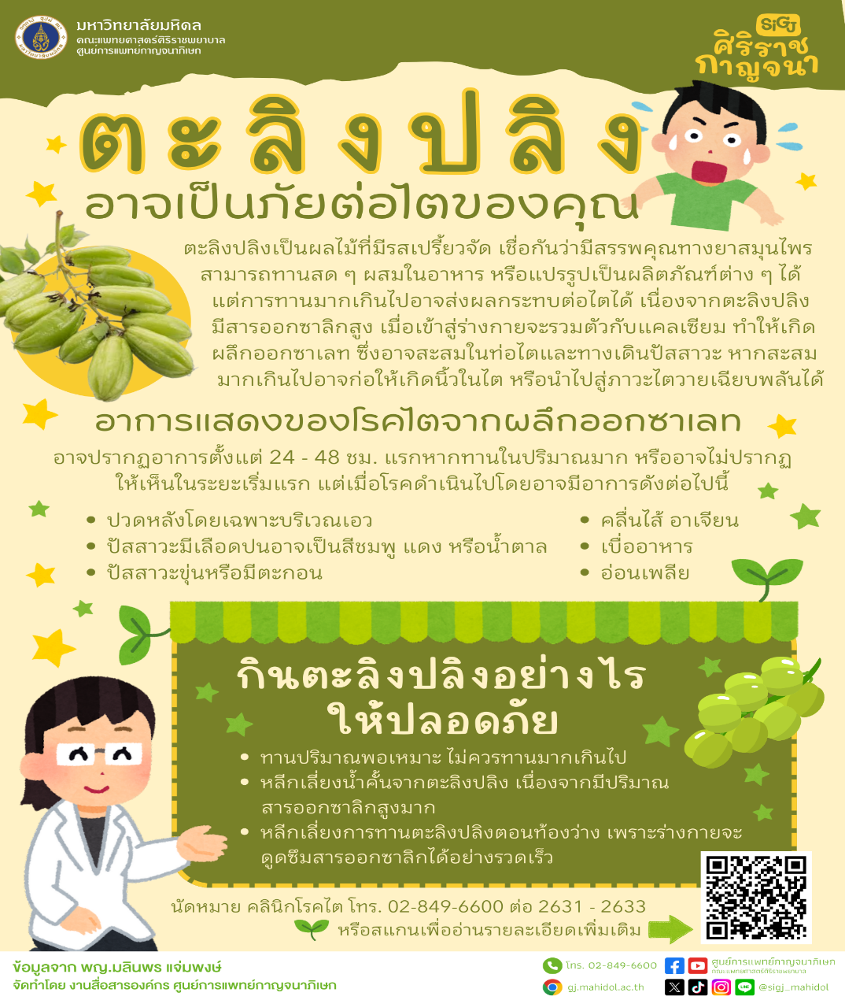 มหาวิทยาลัยมหิดล
คณะแพทยศาสตร์ศิริราชพยาบาล
ศูนย์การแพทย์กาญจนาภิเษก
SiGJ
ศิริราช
กาญจนา
ตะลิงปลิง
อาจเป็นภัยต่อไตของคุณ
ตะลิงปลิงเป็นผลไม้ที่มีรสเปรี้ยวจัด เชื่อกันว่ามีสรรพคุณทางยาสมุนไพร
สามารถทานสด ๆ ผสมในอาหาร หรือแปรรูปเป็นผลิตภัณฑ์ต่าง ๆ ได้
แต่การทานมากเกินไปอาจส่งผลกระทบต่อไตได้ เนื่องจากตะลิงปลิง
มีสารออกซาลิกสูง เมื่อเข้าสู่ร่างกายจะรวมตัวกับแคลเซียม ทำให้เกิด
ผลึกออกซาเลท ซึ่งอาจสะสมในท่อไตและทางเดินปัสสาวะ หากสะสม
มากเกินไปอาจก่อให้เกิดนิ้วในไต หรือนำไปสู่ภาวะไตวายเฉียบพลันได้
อาการแสดงของโรคไตจากผลึกออกซาเลท
อาจปรากฏอาการตั้งแต่ 24 - 48 ชม. แรกหากทานในปริมาณมาก หรืออาจไม่ปรากฏ
ให้เห็นในระยะเริ่มแรก แต่เมื่อโรคดำเนินไปโดยอาจมีอาการดังต่อไปนี้
• ปวดหลังโดยเฉพาะบริเวณเอว
• ปัสสาวะมีเลือดปนอาจเป็นสีชมพู แดง หรือน้ำตาล
• ปัสสาวะขุ่นหรือมีตะกอน
• คลื่นไส้ อาเจียน
• เบื่ออาหาร
• อ่อนเพลีย
กินตะลิงปลิงอย่างไร
ให้ปลอดภัย
• ทานปริมาณพอเหมาะ ไม่ควรทานมากเกินไป
• หลีกเลี่ยงน้ำคั้นจากตะลิงปลิง เนื่องจากมีปริมาณ
สารออกซาลิกสูงมาก
• หลีกเลี่ยงการทานตะลิงปลิงตอนท้องว่าง เพราะร่างกายจะ
ดูดซึมสารออกซาลิกได้อย่างรวดเร็ว
นัดหมาย คลินิกโรคไต โทร. 02-849-6600 ต่อ 2631 - 2633
หรือสแกนเพื่ออ่านรายละเอียดเพิ่มเติม
ข้อมูลจาก พญ.มลินพร แจ่มพงษ์
จัดทำโดย งานสื่อสารองค์กร ศูนย์การแพทย์กาญจนาภิเษก
โทร. 02-849-6600
ศูนย์การแพทย์กาญจนาภิเษก
คณะแพทยศาสตร์ศิริราชพยาบาล
gj.mahidol.ac.th
@sigj_mahidol